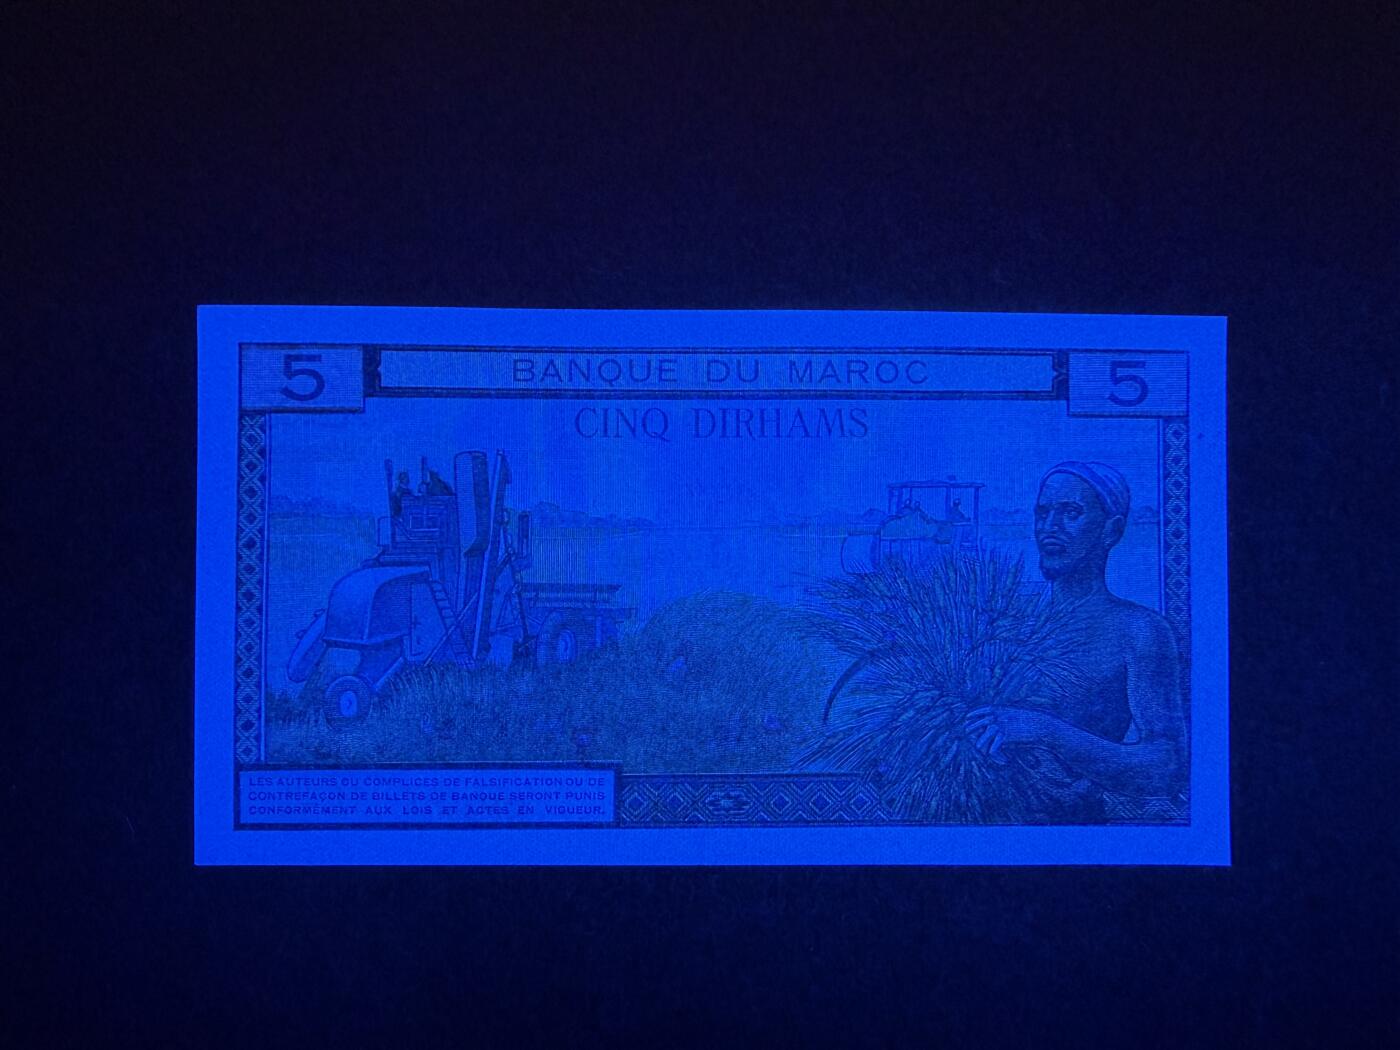 5 BANQUE DU MAROC 5
CINQ DIRHAMS
LES AUTEURS OU COMPLICES DE FALSIFICATION OU DE
CONTREFAÇON DE BILLETS DE BANQUE SERONT PUNIS
CONFORMÉMENT AUX LOIS ET ACTES EN VIGUEUR.